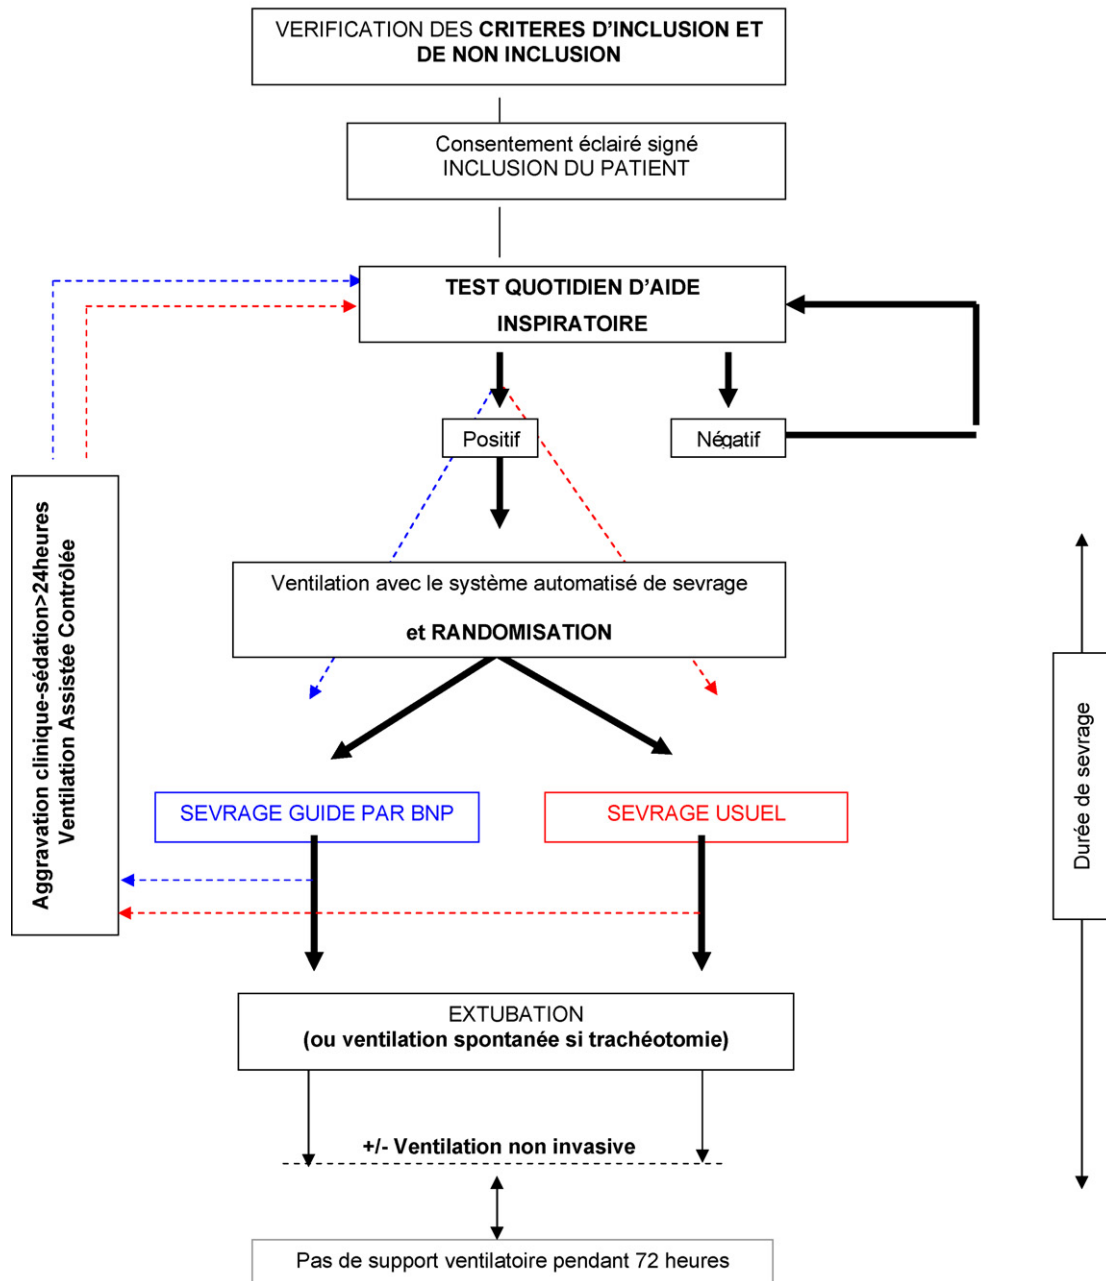 VERIFICATION DES CRITERES D'INCLUSION ET
DE NON INCLUSION
Consentement éclairé signé
INCLUSION DU PATIENT
TEST QUOTIDIEN D'AIDE
INSPIRATOIRE
Positif
Négatif
Aggravation clinique-sédation>24heures
Ventilation Assistée Contrôlée
Ventilation avec le système automatisé de sevrage
et RANDOMISATION
SEVRAGE GUIDE PAR BNP
SEVRAGE USUEL
Durée de sevrage
EXTUBATION
(ou ventilation spontanée si trachéotomie)
+/- Ventilation non invasive
Pas de support ventilatoire pendant 72 heures